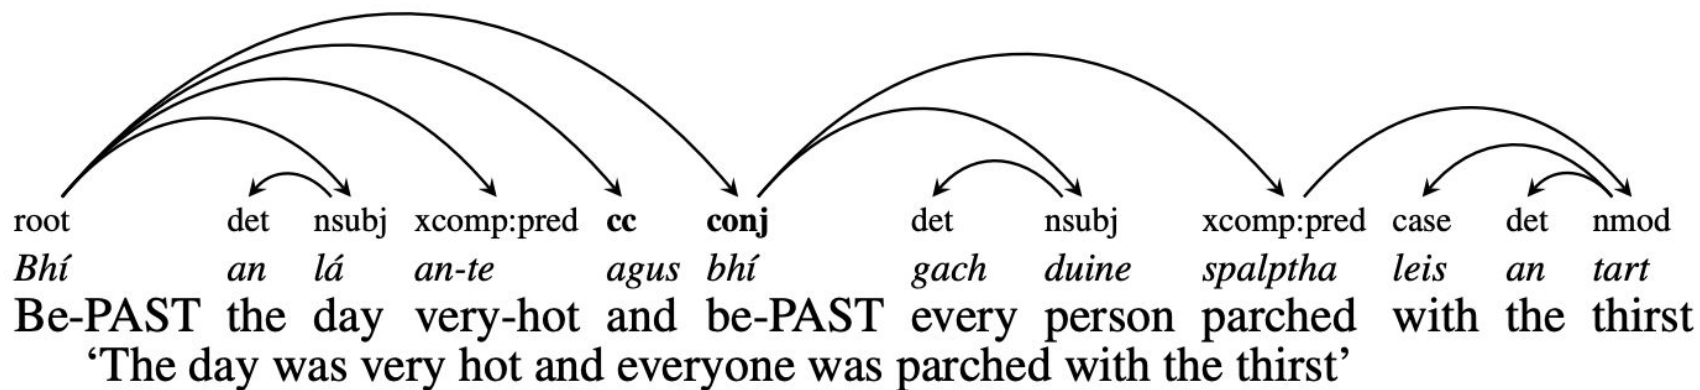 root det nsubj xcomp:pred cc conj det nsubj xcomp:pred case det nmod
Bhí an lá an-te agus bhí gach duine spalptha leis an tart
Be-PAST the day very-hot and be-PAST every person parched with the thirst
‘The day was very hot and everyone was parched with the thirst’